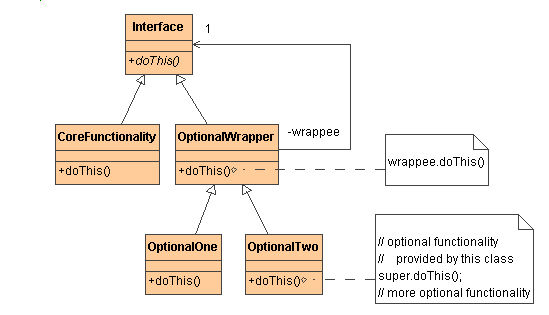 Interface
1
+doThis()
CoreFunctionality
OptionalWrapper
-wrappee
+doThis()
+doThis()
wrappee.doThis()
OptionalOne
OptionalTwo
+doThis()
+doThis()
// optional functionality
//    provided by this class
super.doThis();
// more optional functionality